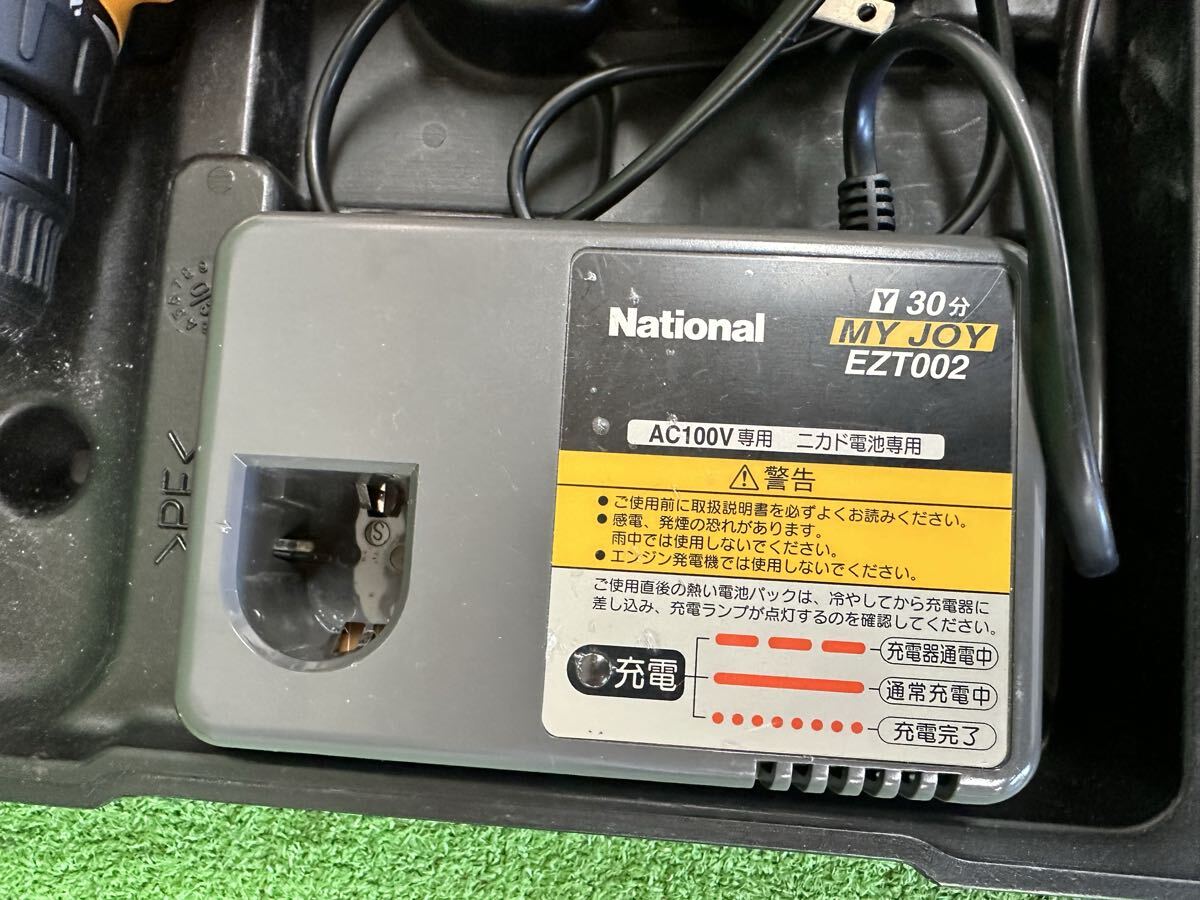 National
Y 30分
MY JOY
EZT002
AC100V専用 ニカド電池専用
警告
●ご使用前に取扱説明書を必ずよくお読みください。
●感電、発煙の恐れがあります。
雨中では使用しないでください。
●エンジン発電機では使用しないでください。
ご使用直後の熱い電池パックは、冷やしてから充電器に
差し込み、充電ランプが点灯するのを確認してください。
充電
充電器通電中
通常充電中
充電完了
>PE<
S